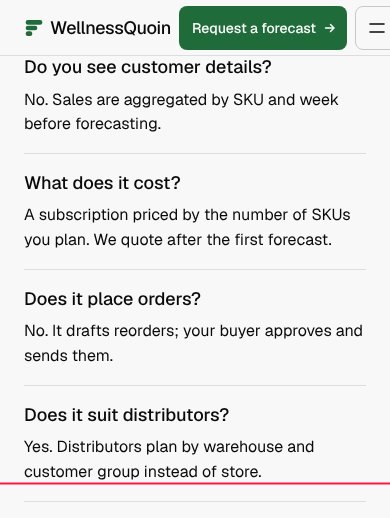 WellnessQuoin
Request a forecast →
Do you see customer details?
No. Sales are aggregated by SKU and week
before forecasting.
What does it cost?
A subscription priced by the number of SKUs
you plan. We quote after the first forecast.
Does it place orders?
No. It drafts reorders; your buyer approves and
sends them.
Does it suit distributors?
Yes. Distributors plan by warehouse and
customer group instead of store.